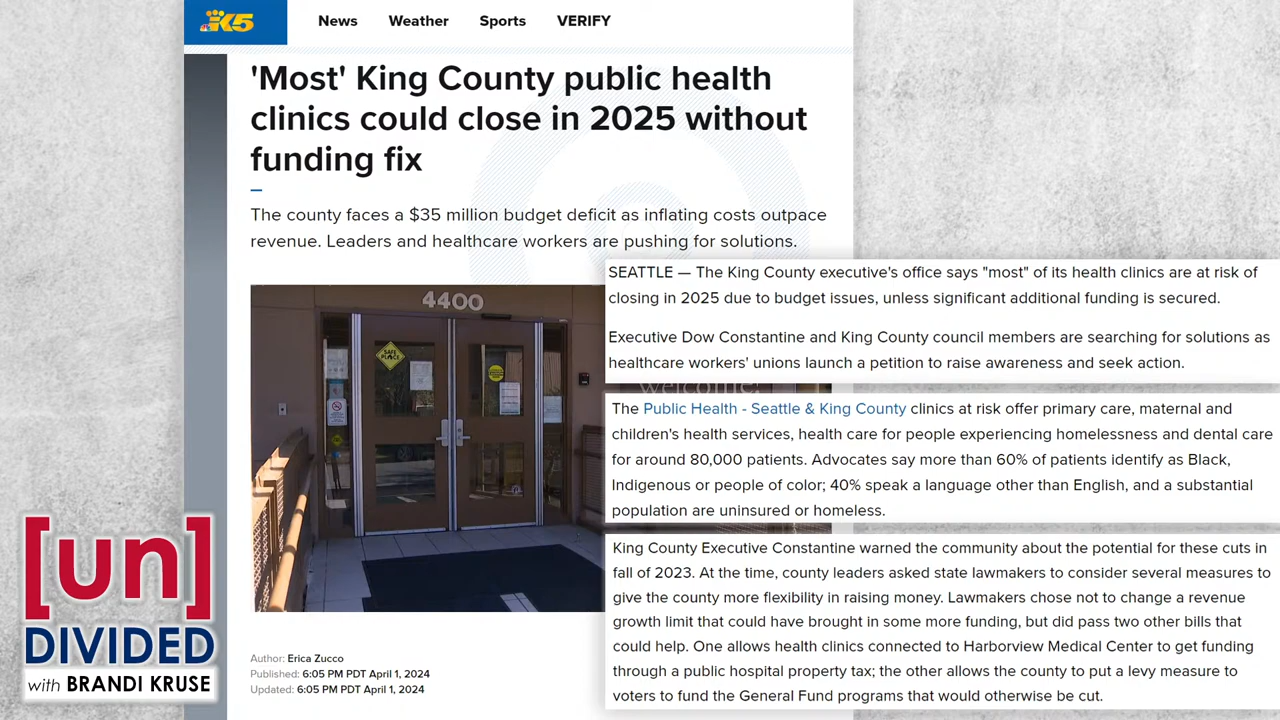 K5
News Weather Sports VERIFY
'Most' King County public health
clinics could close in 2025 without
funding fix
The county faces a $35 million budget deficit as inflating costs outpace
revenue. Leaders and healthcare workers are pushing for solutions.
4400
SAFE
PLACE
welcome!
SEATTLE — The King County executive's office says "most" of its health clinics are at risk of
closing in 2025 due to budget issues, unless significant additional funding is secured.
Executive Dow Constantine and King County council members are searching for solutions as
healthcare workers' unions launch a petition to raise awareness and seek action.
The Public Health - Seattle & King County clinics at risk offer primary care, maternal and
children's health services, health care for people experiencing homelessness and dental care
for around 80,000 patients. Advocates say more than 60% of patients identify as Black,
Indigenous or people of color; 40% speak a language other than English, and a substantial
population are uninsured or homeless.
King County Executive Constantine warned the community about the potential for these cuts in
fall of 2023. At the time, county leaders asked state lawmakers to consider several measures to
give the county more flexibility in raising money. Lawmakers chose not to change a revenue
growth limit that could have brought in some more funding, but did pass two other bills that
could help. One allows health clinics connected to Harborview Medical Center to get funding
through a public hospital property tax; the other allows the county to put a levy measure to
voters to fund the General Fund programs that would otherwise be cut.
Author: Erica Zucco
Published: 6:05 PM PDT April 1, 2024
Updated: 6:05 PM PDT April 1, 2024
[un]
DIVIDED
with BRANDI KRUSE